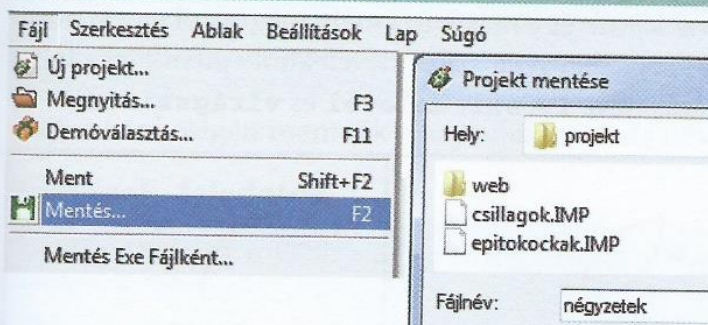 Fájl Szerkesztés Ablak Beállítások Lap Súgó
Új projekt...
Megnyitás... F3
Demóválasztás... F11
Ment Shift+F2
Mentés... F2
Mentés Exe Fájlként...
Projekt mentése
Hely: projekt
web
csillagok.IMP
epitokockak.IMP
Fájlnév: négyzetek